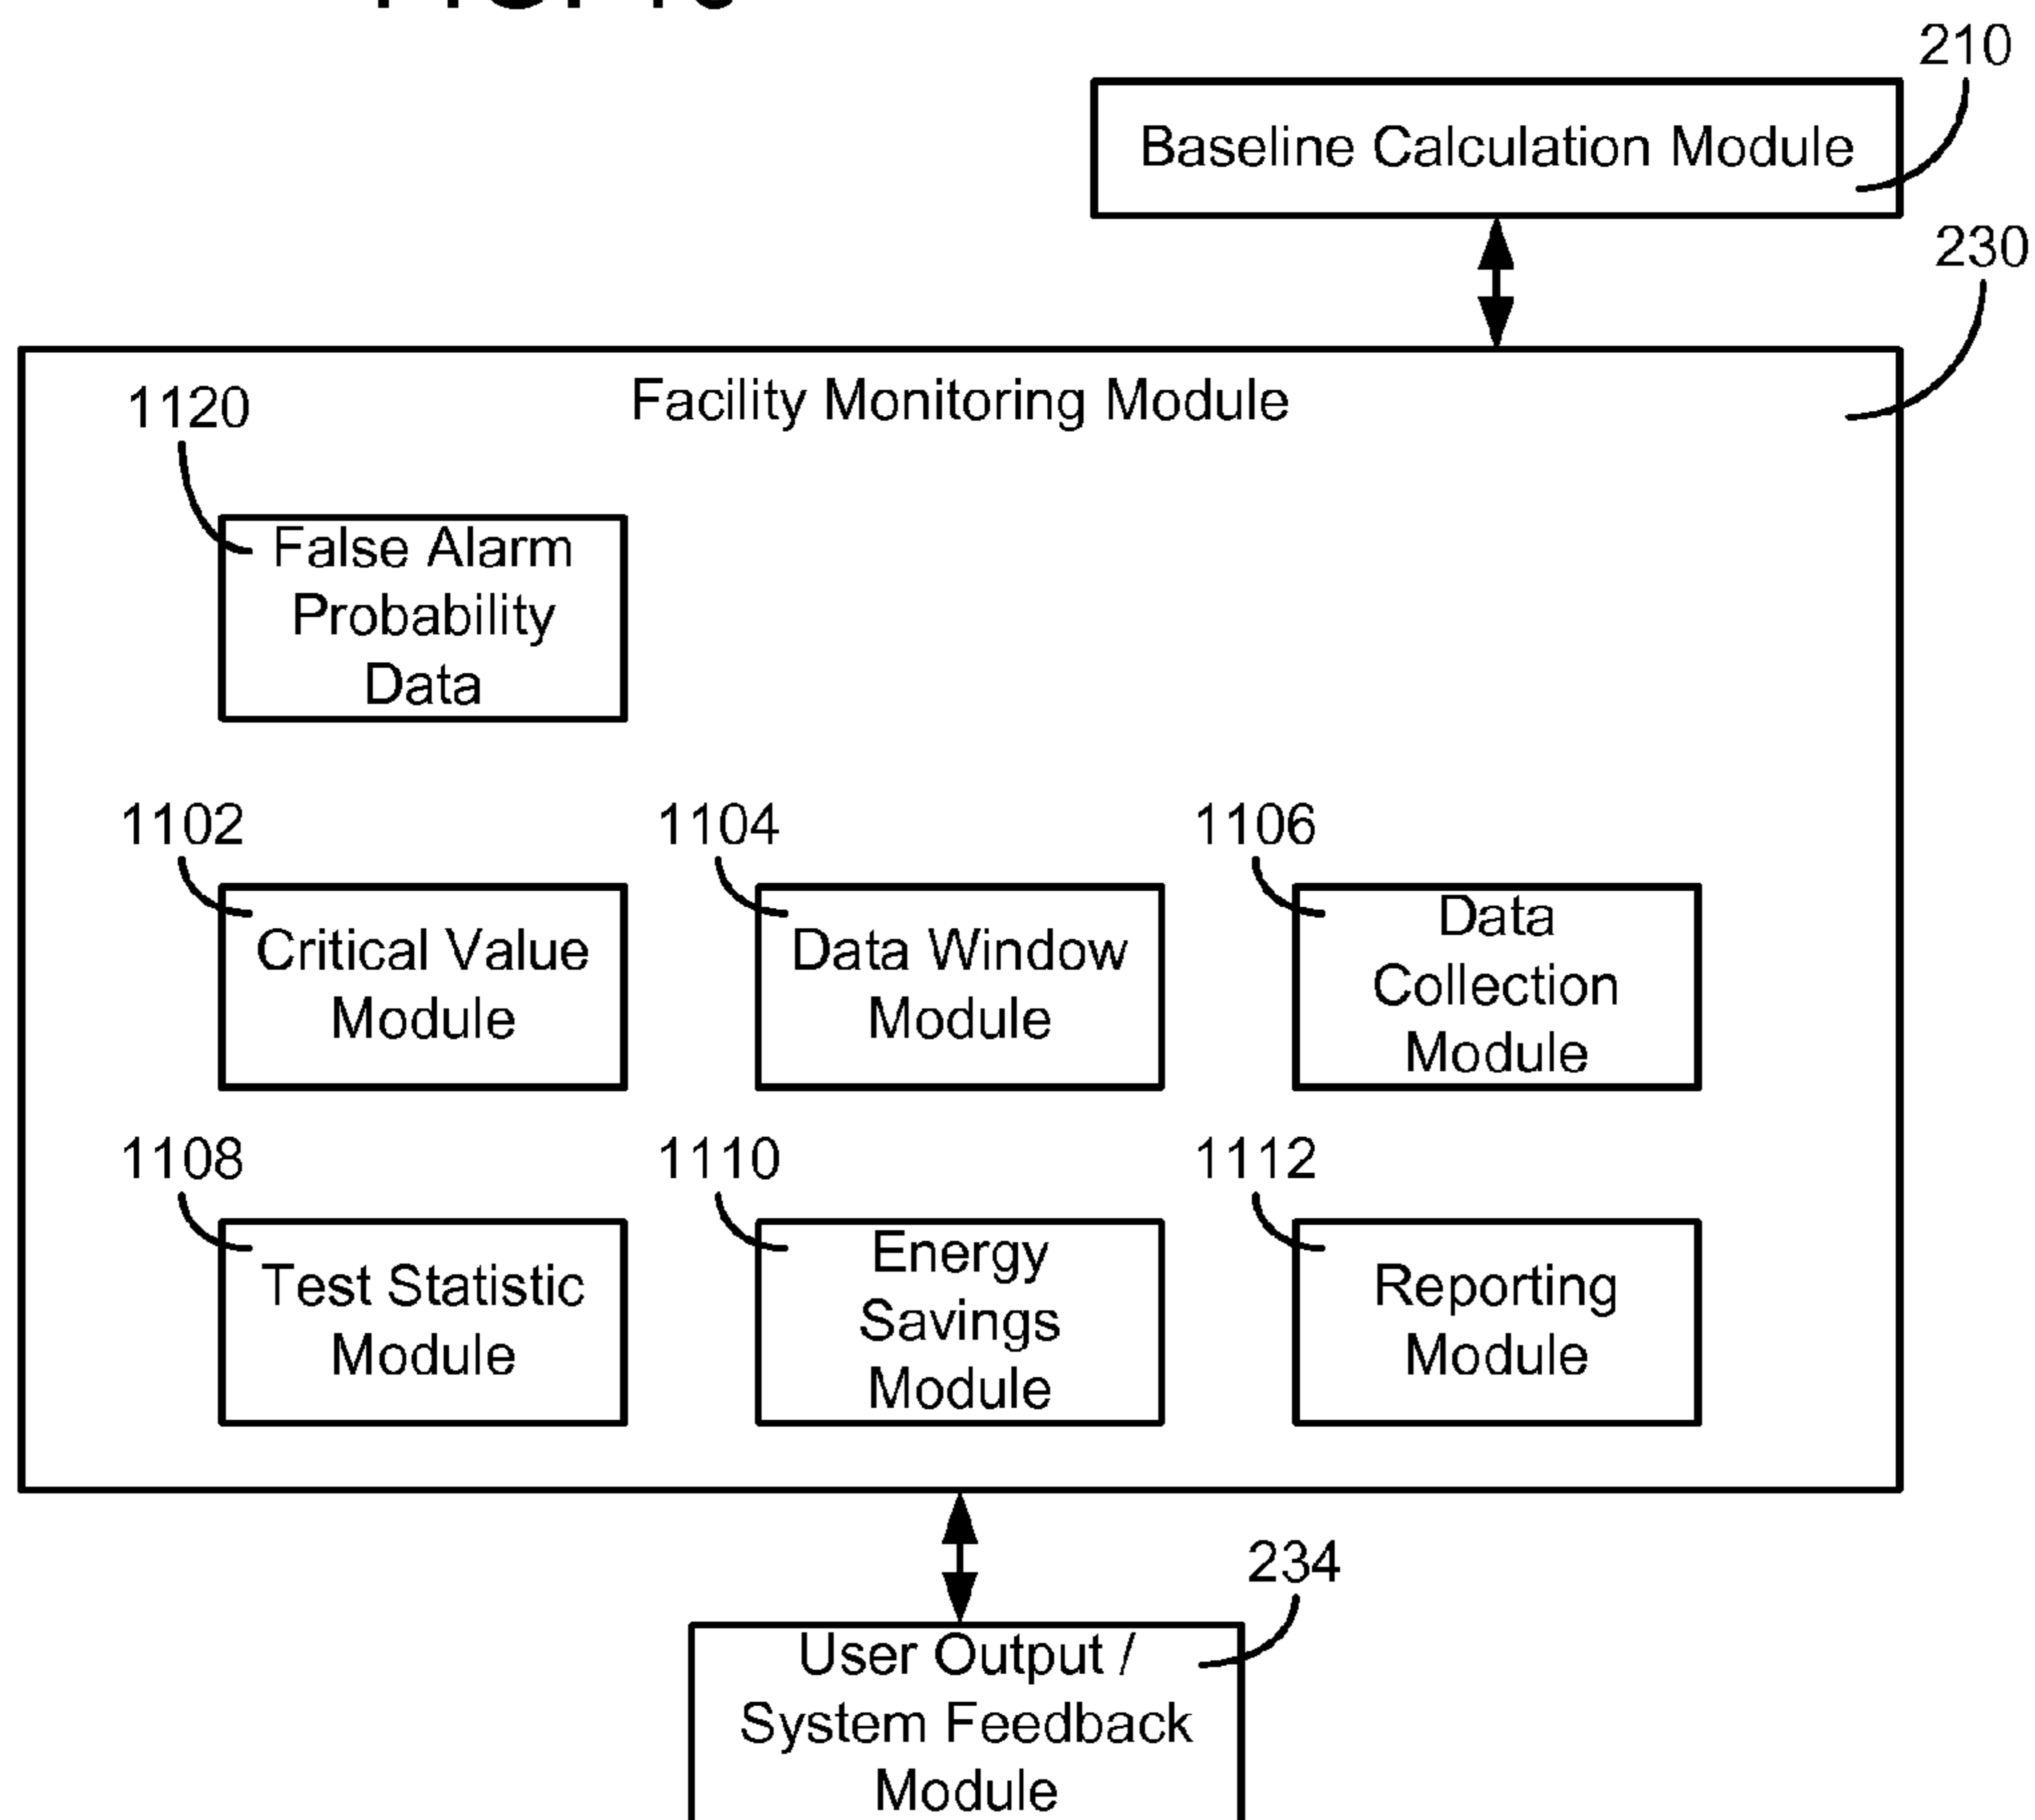 210
Baseline Calculation Module
230
Facility Monitoring Module
1120
False Alarm
Probability
Data
1102
Critical Value
Module
1104
Data Window
Module
1106
Data
Collection
Module
1108
Test Statistic
Module
1110
Energy
Savings
Module
1112
Reporting
Module
234
User Output /
System Feedback
Module